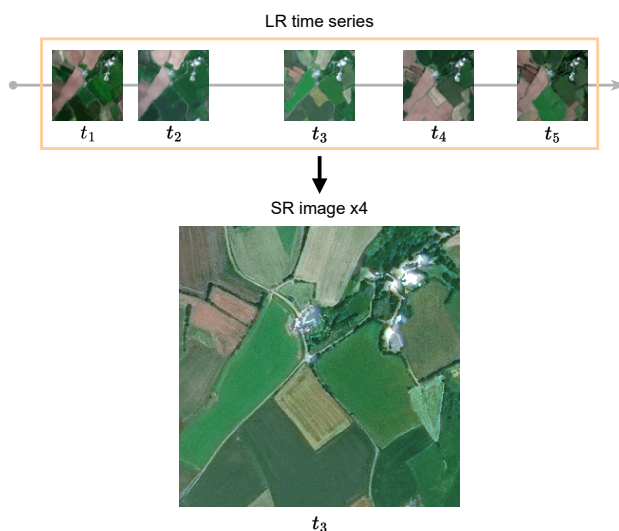 LR time series
t₁ t₂ t₃ t₄ t₅
SR image x4
t₃